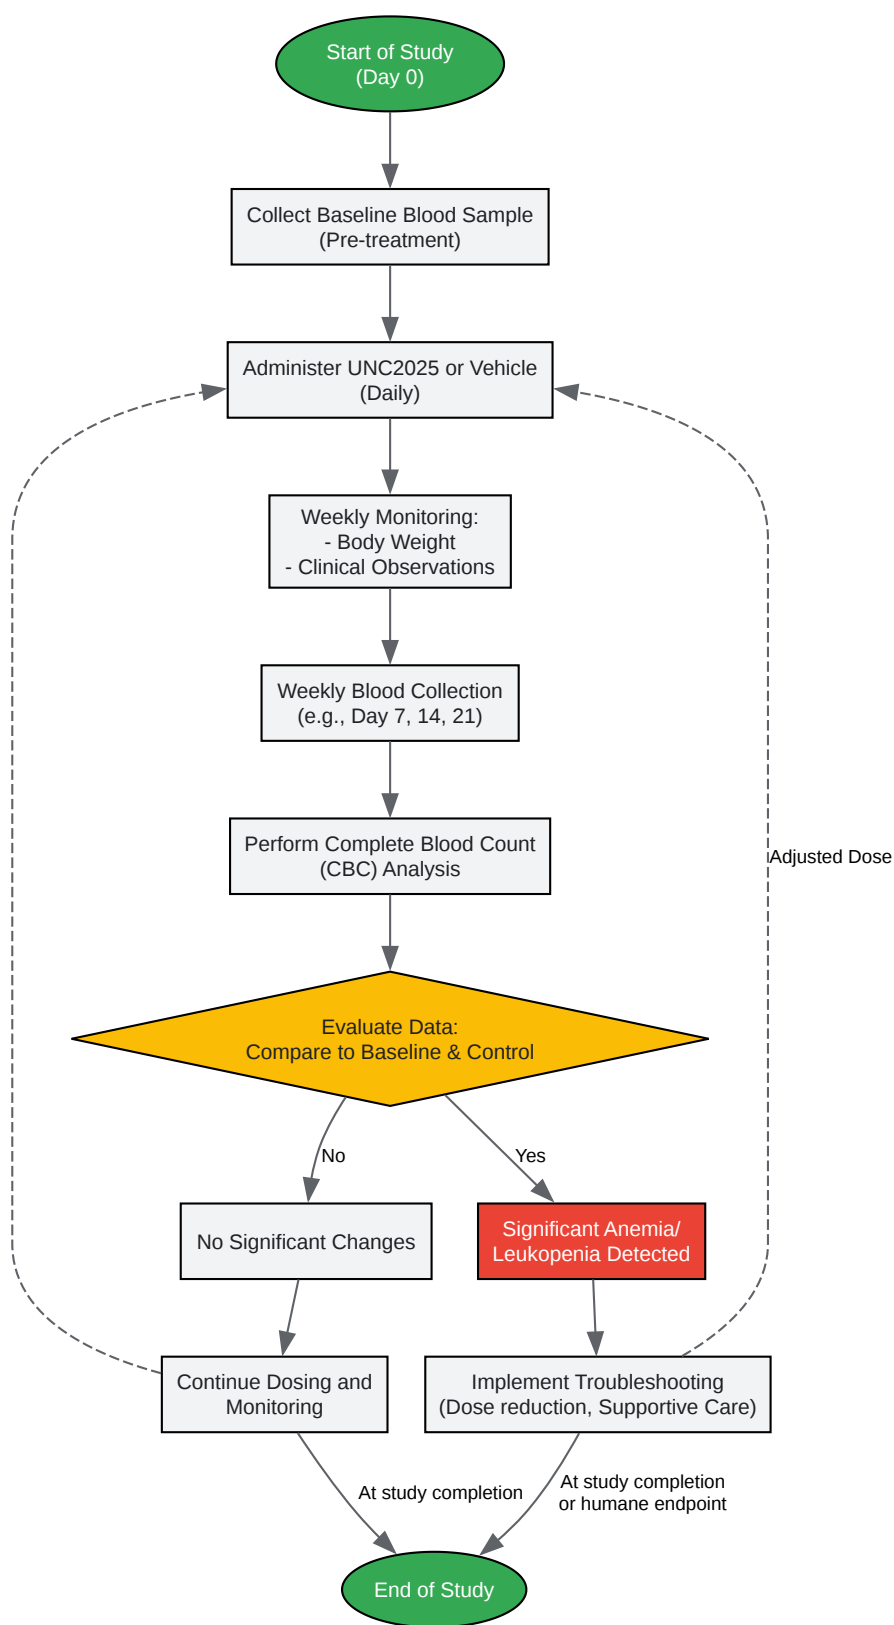 Start of Study
(Day 0)
Collect Baseline Blood Sample
(Pre-treatment)
Administer UNC2025 or Vehicle
(Daily)
Weekly Monitoring:
- Body Weight
- Clinical Observations
Weekly Blood Collection
(e.g., Day 7, 14, 21)
Perform Complete Blood Count
(CBC) Analysis
Adjusted Dose
Evaluate Data:
Compare to Baseline & Control
No
Yes
No Significant Changes
Significant Anemia/
Leukopenia Detected
Continue Dosing and
Monitoring
Implement Troubleshooting
(Dose reduction, Supportive Care)
At study completion
At study completion
or humane endpoint
End of Study